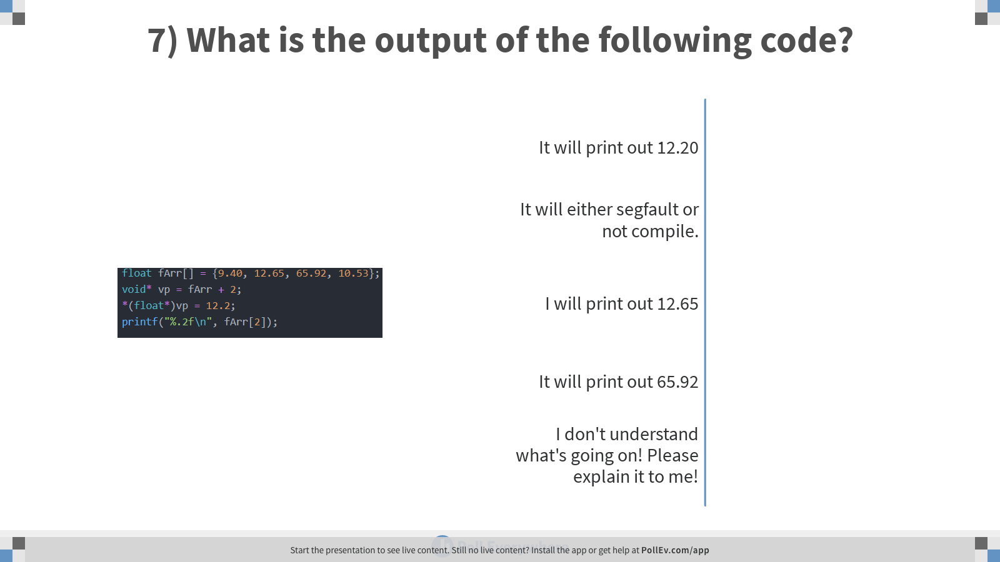 7) What is the output of the following code?
float fArr[] = {9.40, 12.65, 65.92, 10.53};
void* vp = fArr + 2;
*(float*)vp = 12.2;
printf("%.2f\n", fArr[2]);
It will print out 12.20
It will either segfault or
not compile.
I will print out 12.65
It will print out 65.92
I don't understand
what's going on! Please
explain it to me!
Start the presentation to see live content. Still no live content? Install the app or get help at PollEv.com/app